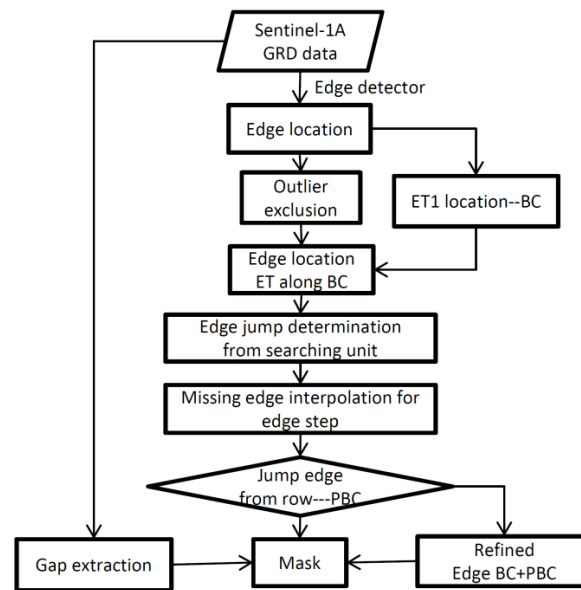 Sentinel-1A
GRD data
Edge detector
Edge location
Outlier
exclusion
ET1 location--BC
Edge location
ET along BC
Edge jump determination
from searching unit
Missing edge interpolation for
edge step
Jump edge
from row---PBC
Gap extraction
Mask
Refined
Edge BC+PBC